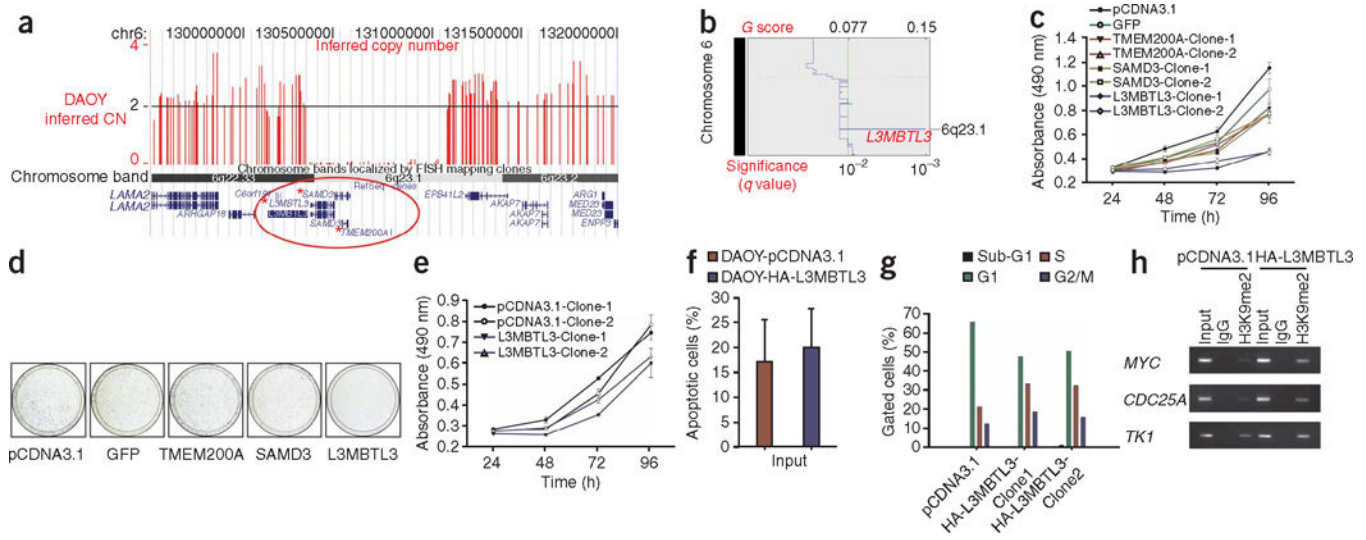 a
chr6: 130000000I 130500000I 131000000I 131500000I 132000000I
Inferred copy number
4
DAOY
inferred CN
2
0
Chromosome bands localized by FISH mapping clones
Chromosome band
6q22.33
6q23.1
6q23.2
RefSeq Genes
LAMA2
LAMA2
ARHGAP18
*
*
*
L3MBTL3
L3MBTL3
SAMD3
SAMD3
TMEM200A
EPB41L2
AKAP7
AKAP7
AKAP7
ARG1
MED23
MED23
ENPP3
b
G score 0.077 0.15
Chromosome 6
L3MBTL3
6q23.1
Significance
(q value)
10⁻² 10⁻³
c
pCDNA3.1
GFP
TMEM200A-Clone-1
TMEM200A-Clone-2
SAMD3-Clone-1
SAMD3-Clone-2
L3MBTL3-Clone-1
L3MBTL3-Clone-2
Absorbance (490 nm)
1.4
1.2
1.0
0.8
0.6
0.4
0.2
24 48 72 96
Time (h)
d
pCDNA3.1 GFP TMEM200A SAMD3 L3MBTL3
e
pCDNA3.1-Clone-1
pCDNA3.1-Clone-2
L3MBTL3-Clone-1
L3MBTL3-Clone-2
Absorbance (490 nm)
0.9
0.8
0.7
0.6
0.5
0.4
0.3
0.2
24 48 72 96
Time (h)
f
DAOY-pCDNA3.1
DAOY-HA-L3MBTL3
Apoptotic cells (%)
30
25
20
15
10
5
0
Input
g
Sub-G1 S
G1 G2/M
Gated cells (%)
70
60
50
40
30
20
10
0
pCDNA3.1
HA-L3MBTL3-
Clone1
HA-L3MBTL3-
Clone2
h
pCDNA3.1 HA-L3MBTL3
Input IgG H3K9me2 Input IgG H3K9me2
MYC
CDC25A
TK1